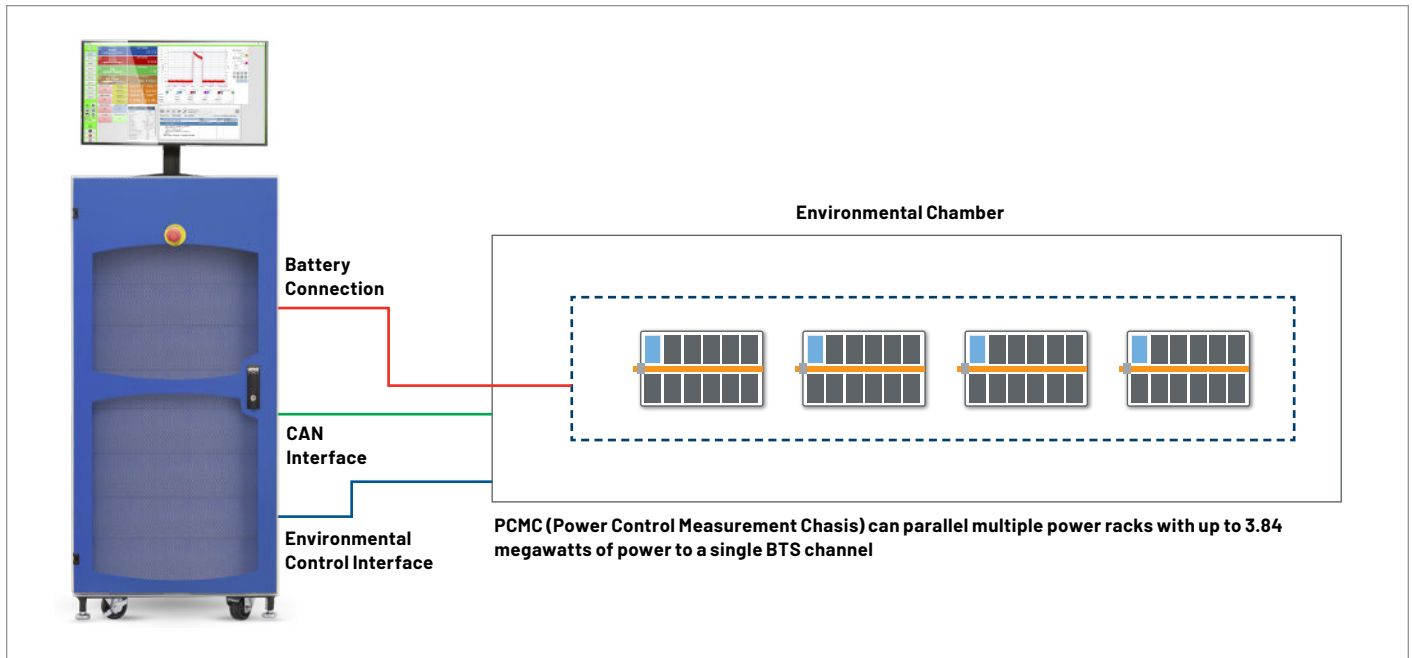 Environmental Chamber
Battery
Connection
CAN
Interface
Environmental
Control Interface
PCMC (Power Control Measurement Chasis) can parallel multiple power racks with up to 3.84
megawatts of power to a single BTS channel